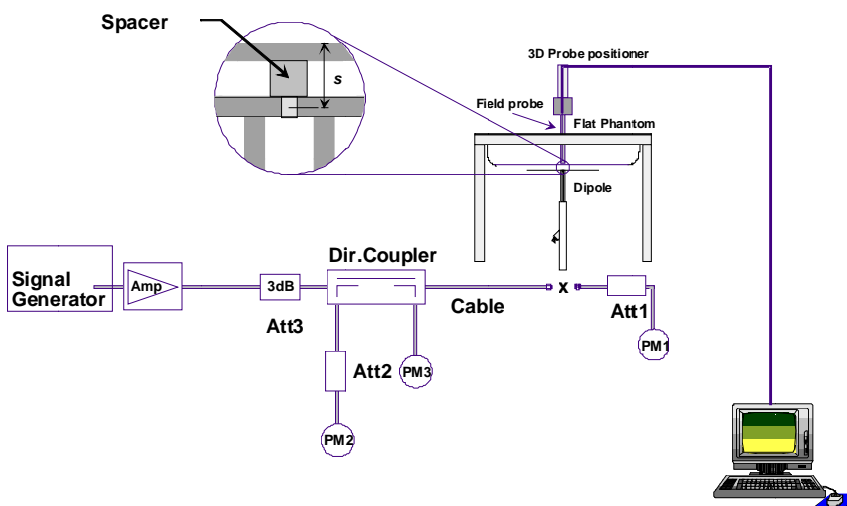 Spacer
s
3D Probe positioner
Field probe
Flat Phantom
Dipole
Signal
Generator
Amp
3dB
Att3
Dir.Coupler
Cable
x
Att1
PM1
Att2
PM3
PM2